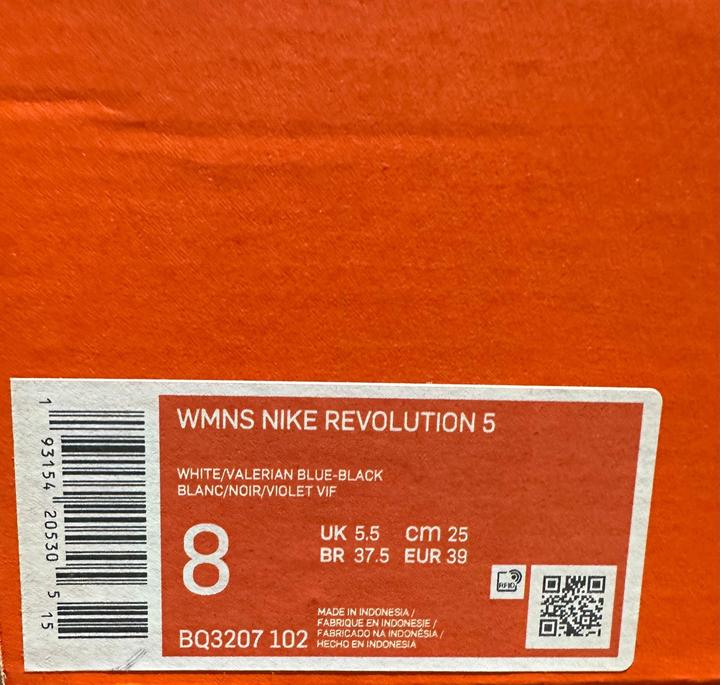 1 93154 20530 5 15
WMNS NIKE REVOLUTION 5
WHITE/VALERIAN BLUE-BLACK
BLANC/NOIR/VIOLET VIF
8
UK 5.5 cm 25
BR 37.5 EUR 39
RFID
BQ3207 102
MADE IN INDONESIA /
FABRIQUE EN INDONESIE /
FABRICADO NA INDONÉSIA /
HECHO EN INDONESIA